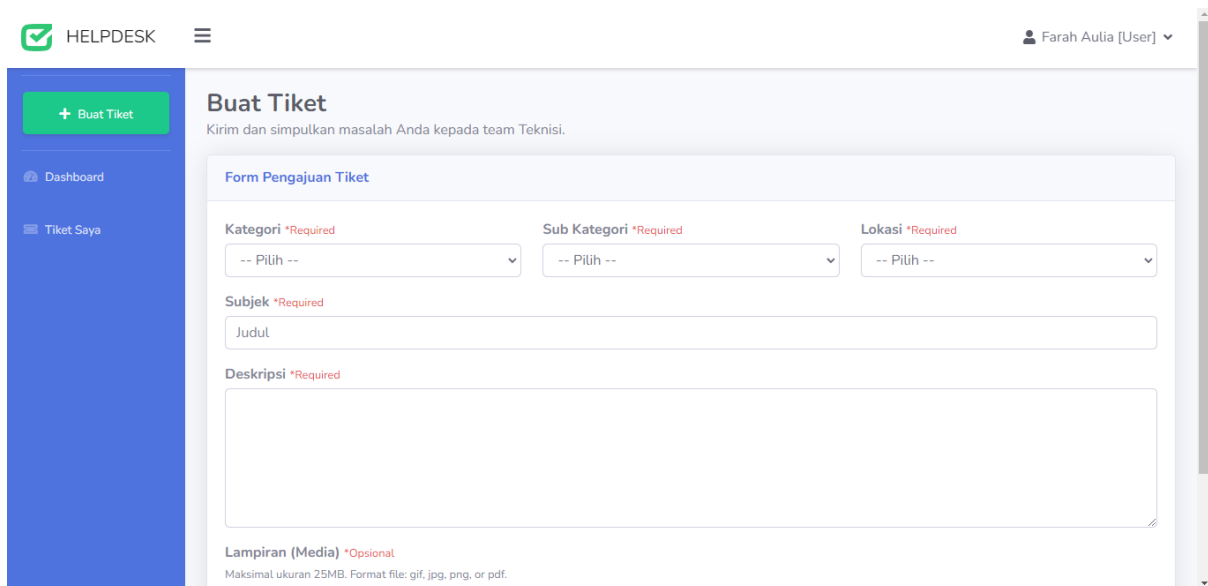 HELPDESK
Farah Aulia [User]
Buat Tiket
Dashboard
Tiket Saya
Buat Tiket
Kirim dan simpulkan masalah Anda kepada team Teknisi.
Form Pengajuan Tiket
Kategori *Required
Sub Kategori *Required
Lokasi *Required
-- Pilih --
-- Pilih --
-- Pilih --
Subjek *Required
Judul
Deskripsi *Required
Lampiran (Media) *Opsional
Maksimal ukuran 25MB. Format file: gif, jpg, png, or pdf.